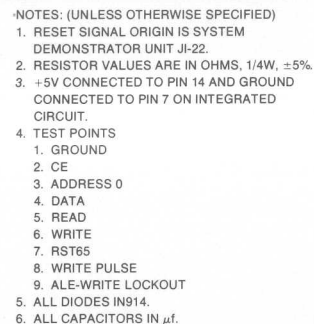 NOTES: (UNLESS OTHERWISE SPECIFIED)
1. RESET SIGNAL ORIGIN IS SYSTEM
DEMONSTRATOR UNIT JI-22.
2. RESISTOR VALUES ARE IN OHMS, 1/4W, ±5%.
3. +5V CONNECTED TO PIN 14 AND GROUND
CONNECTED TO PIN 7 ON INTEGRATED
CIRCUIT.
4. TEST POINTS
1. GROUND
2. CE
3. ADDRESS 0
4. DATA
5. READ
6. WRITE
7. RST65
8. WRITE PULSE
9. ALE-WRITE LOCKOUT
5. ALL DIODES IN914.
6. ALL CAPACITORS IN µf.